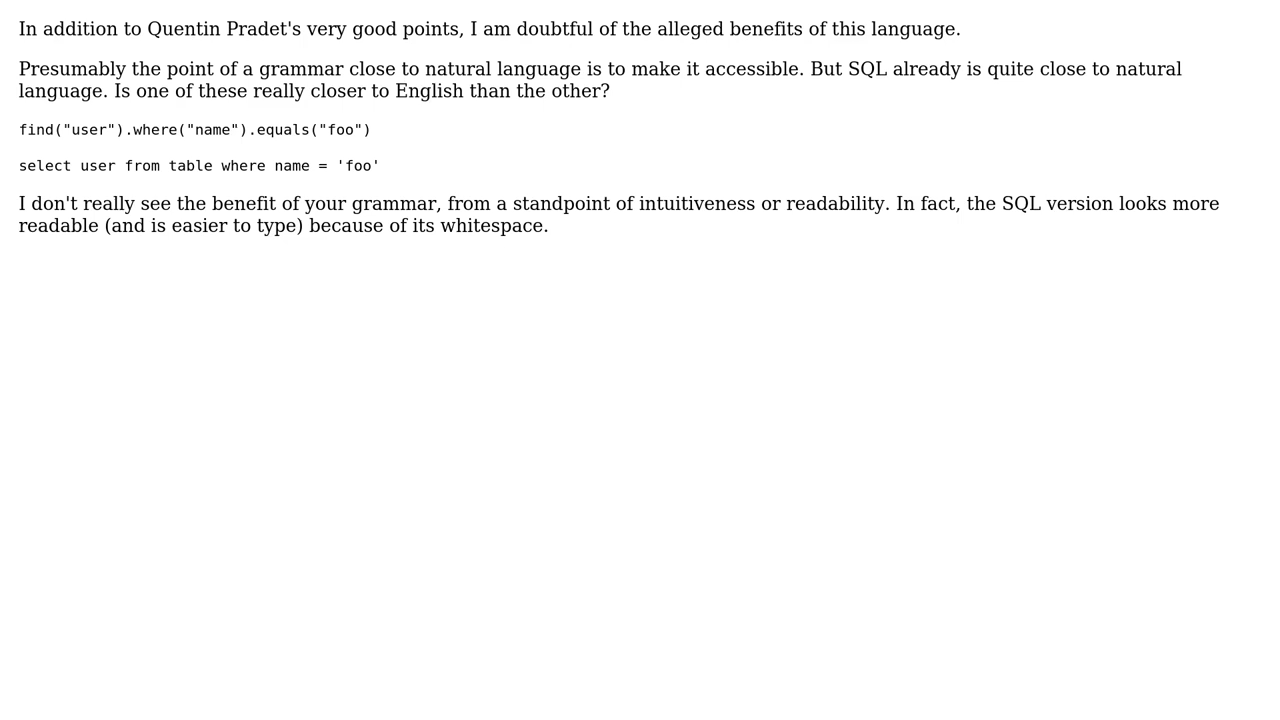 In addition to Quentin Pradet's very good points, I am doubtful of the alleged benefits of this language.
Presumably the point of a grammar close to natural language is to make it accessible. But SQL already is quite close to natural
language. Is one of these really closer to English than the other?
find("user").where("name").equals("foo")
select user from table where name = 'foo'
I don't really see the benefit of your grammar, from a standpoint of intuitiveness or readability. In fact, the SQL version looks more
readable (and is easier to type) because of its whitespace.